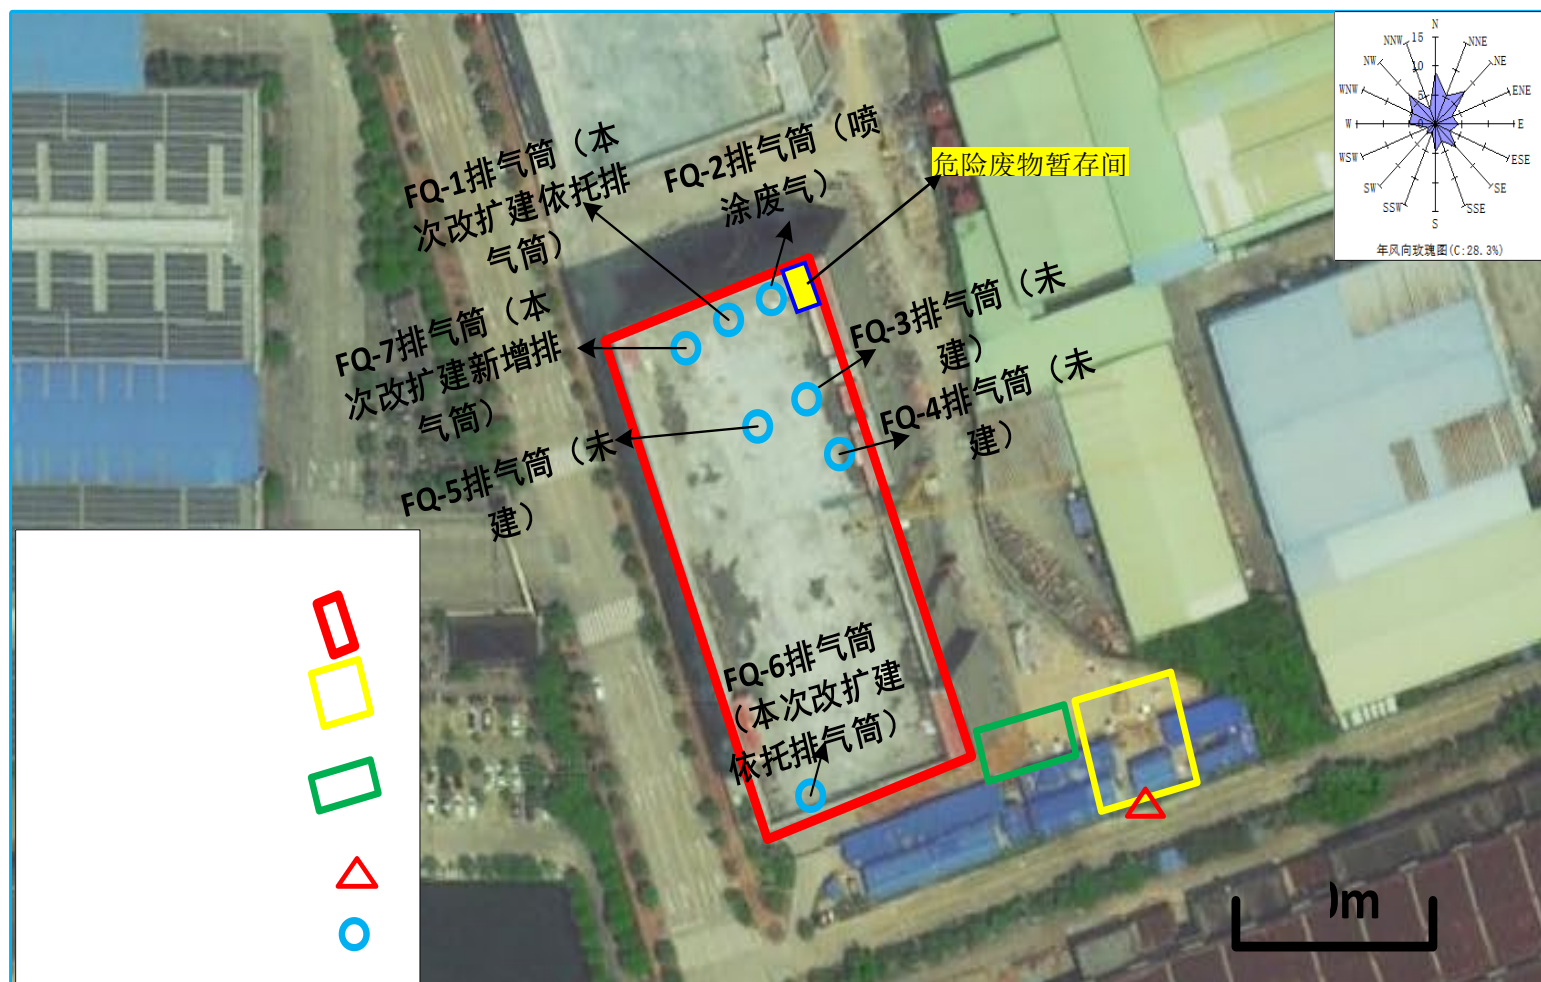 FQ-1排气筒（本
次改扩建依托排
气筒）
FQ-2排气筒（喷
涂废气）
危险废物暂存间
FQ-7排气筒（本
次改扩建新增排
气筒）
FQ-3排气筒（未
建）
FQ-4排气筒（未
建）
FQ-5排气筒（未
建）
FQ-6排气筒
（本次改扩建
依托排气筒）
N
NNE
NE
ENE
E
ESE
SE
SSE
S
SSW
SW
WSW
W
WNW
NW
NNW
15
10
5
0
年风向玫瑰图(C:28.3%)
m